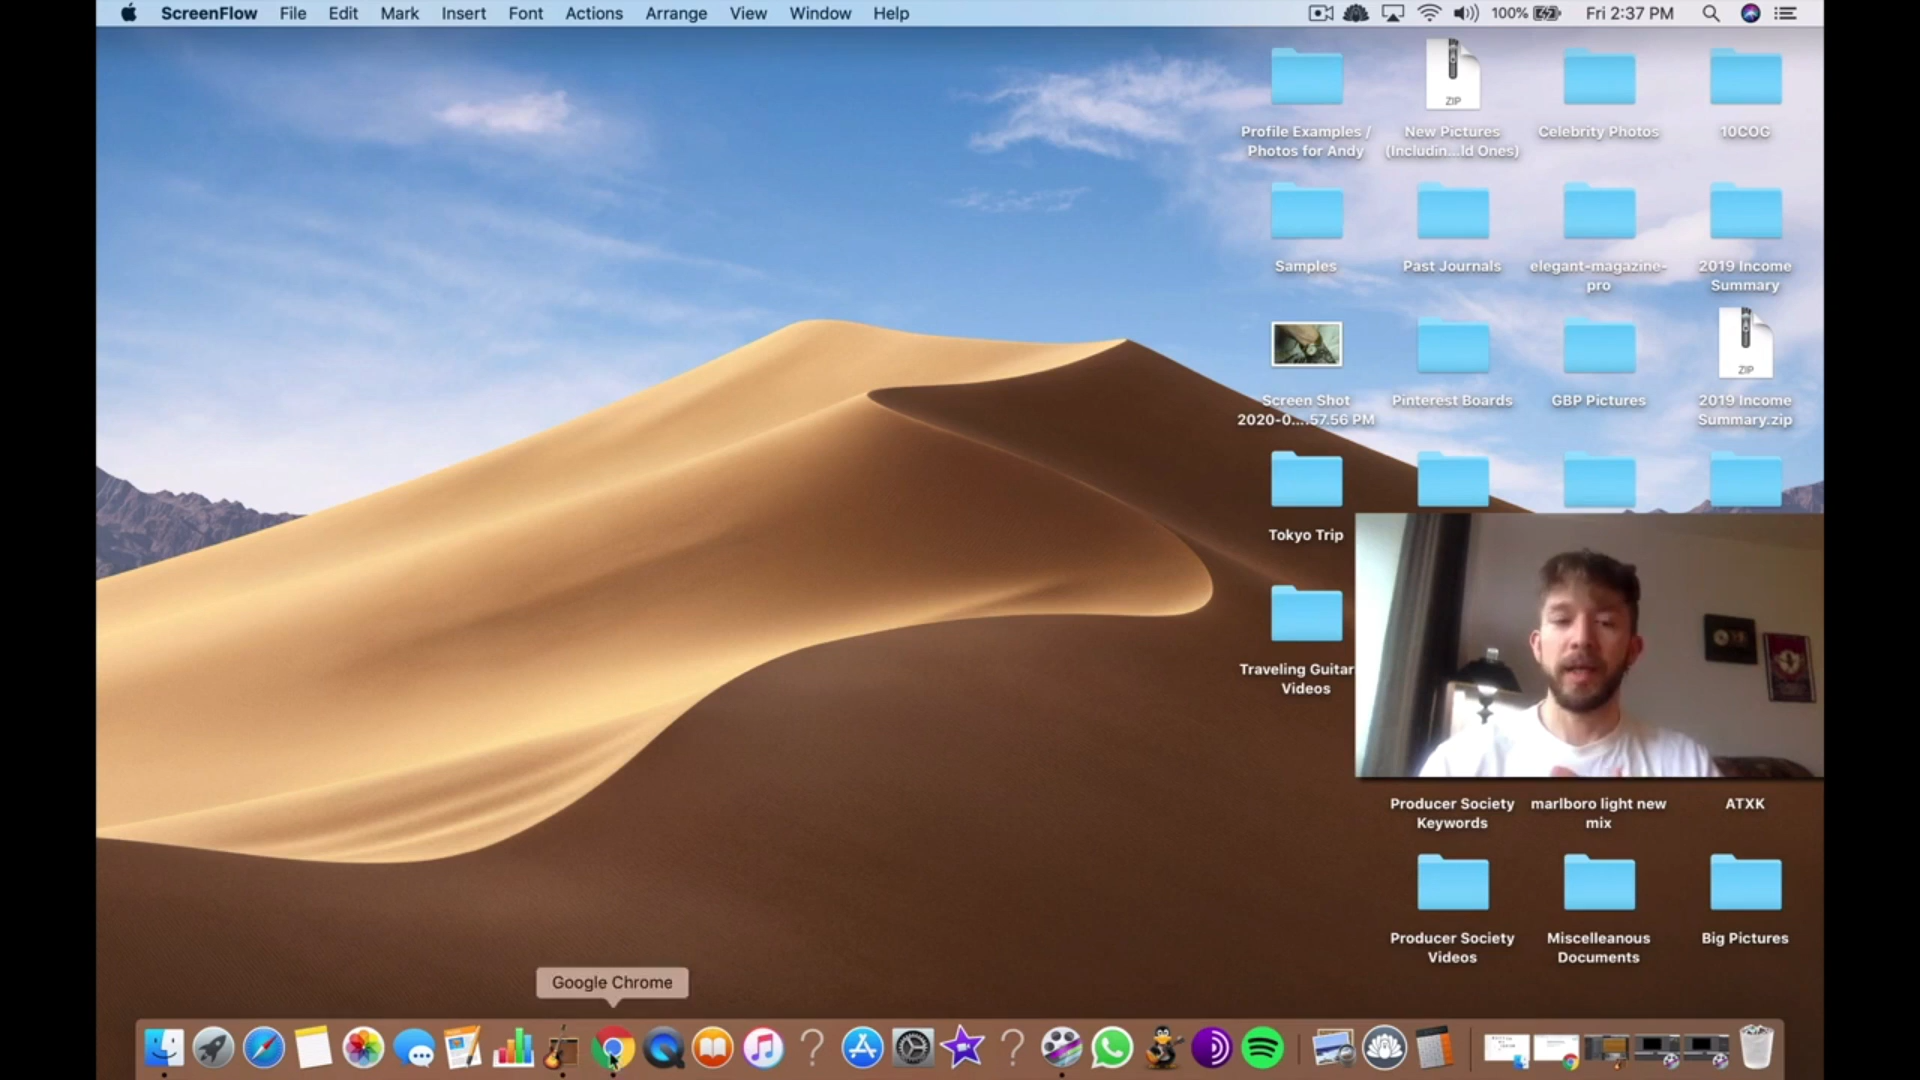 ScreenFlow File Edit Mark Insert Font Actions Arrange View Window Help 100% Fri 2:37 PM
Profile Examples /
Photos for Andy
ZIP
New Pictures
(Includin...ld Ones)
Celebrity Photos
10COG
Samples
Past Journals
elegant-magazine-
pro
2019 Income
Summary
Screen Shot
2020-0....57.56 PM
Pinterest Boards
GBP Pictures
ZIP
2019 Income
Summary.zip
Tokyo Trip
Traveling Guitar
Videos
Producer Society
Keywords
marlboro light new
mix
ATXK
Producer Society
Videos
Miscelleanous
Documents
Big Pictures
Google Chrome